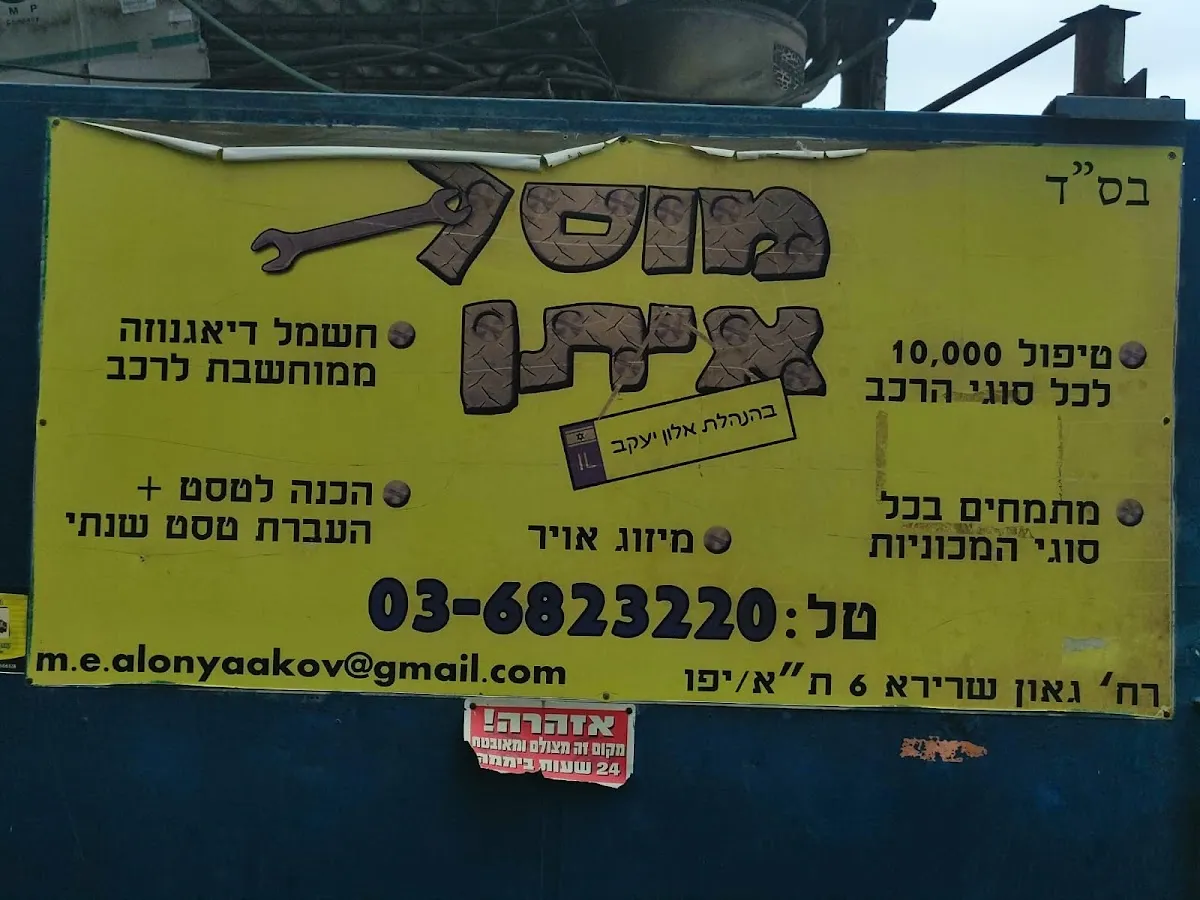 בס"ד
מוסך
איתן
בהנהלת אלון יעקב
IL
טיפול 10,000
לכל סוגי הרכב
חשמל דיאגנוזה
ממוחשבת לרכב
מתמחים בכל
סוגי המכוניות
מיזוג אויר
הכנה לטסט +
העברת טסט שנתי
טל: 03-6823220
רח' גאון שרירא 6 ת"א/יפו
m.e.alonyaakov@gmail.com
אזהרה!
מקום זה מצולם ומאובטח
24 שעות ביממה